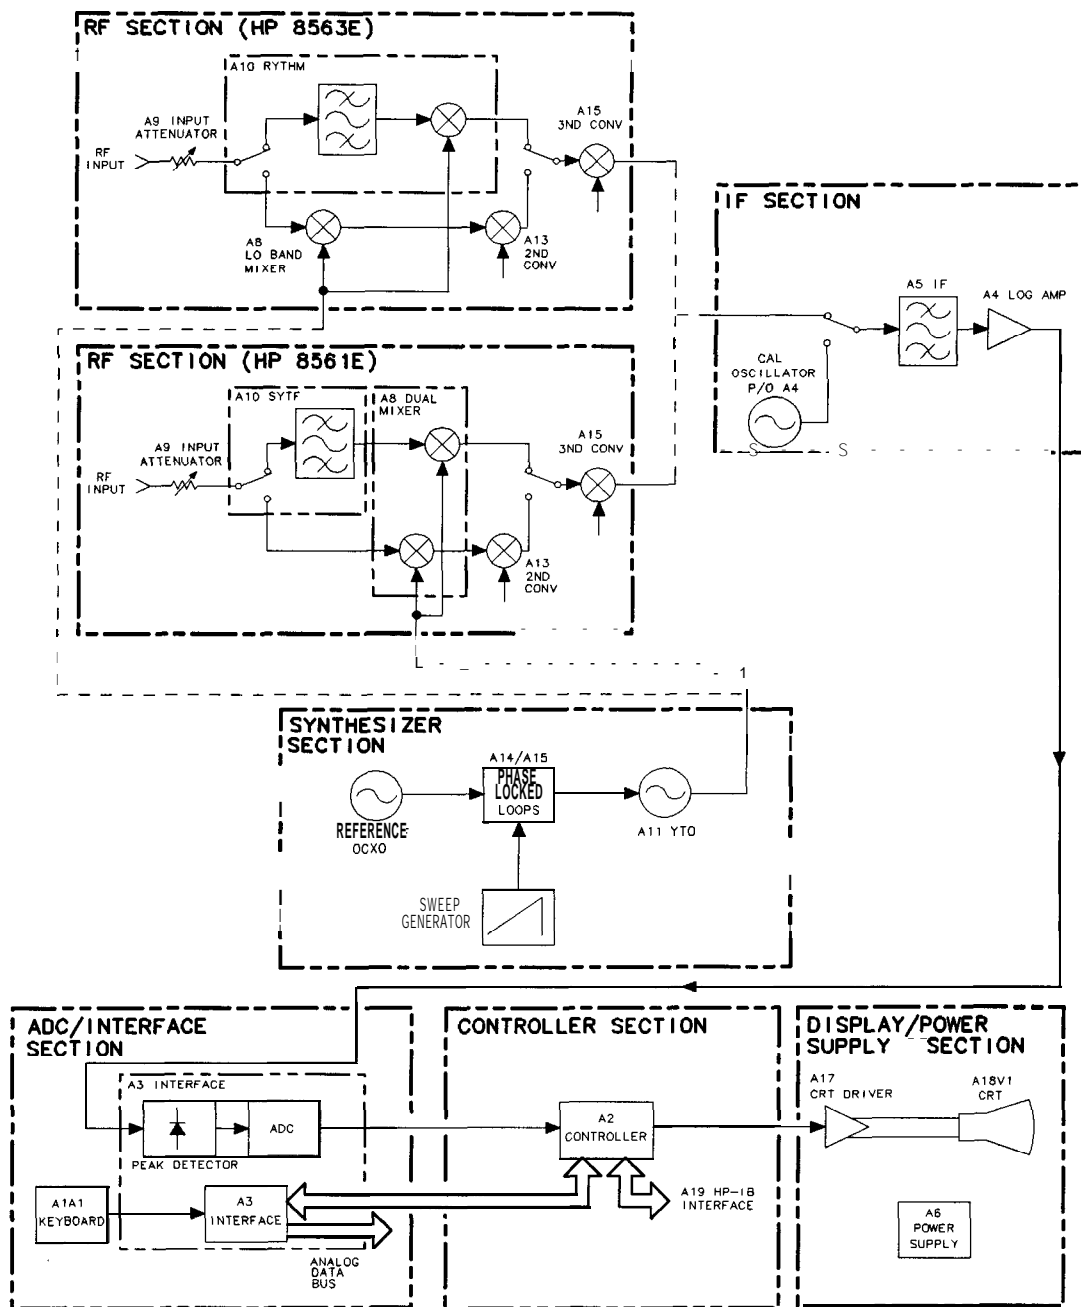 RF SECTION (HP 8563E)
A10 RYTHM
A9 INPUT
ATTENUATOR
RF
INPUT
A15
3ND CONV
A8
LO BAND
MIXER
A13
2ND
CONV
IF SECTION
A5 IF
A4 LOG AMP
CAL
OSCILLATOR
P/O A4
S S
RF SECTION (HP 8561E)
A10 SYTF
A8 DUAL
MIXER
A9 INPUT
ATTENUATOR
RF
INPUT
A15
3ND CONV
A13
2ND
CONV
L
1
SYNTHESIZER
SECTION
A14/A15
PHASE
LOCKED
LOOPS
REFERENCE
OCXO
A11 YTO
SWEEP
GENERATOR
ADC/INTERFACE
SECTION
A3 INTERFACE
ADC
PEAK DETECTOR
A1A1
KEYBOARD
A3
INTERFACE
ANALOG
DATA
BUS
CONTROLLER SECTION
A2
CONTROLLER
A19 HP-IB
INTERFACE
DISPLAY/POWER
SUPPLY SECTION
A17
CRT DRIVER
A18V1
CRT
A6
POWER
SUPPLY